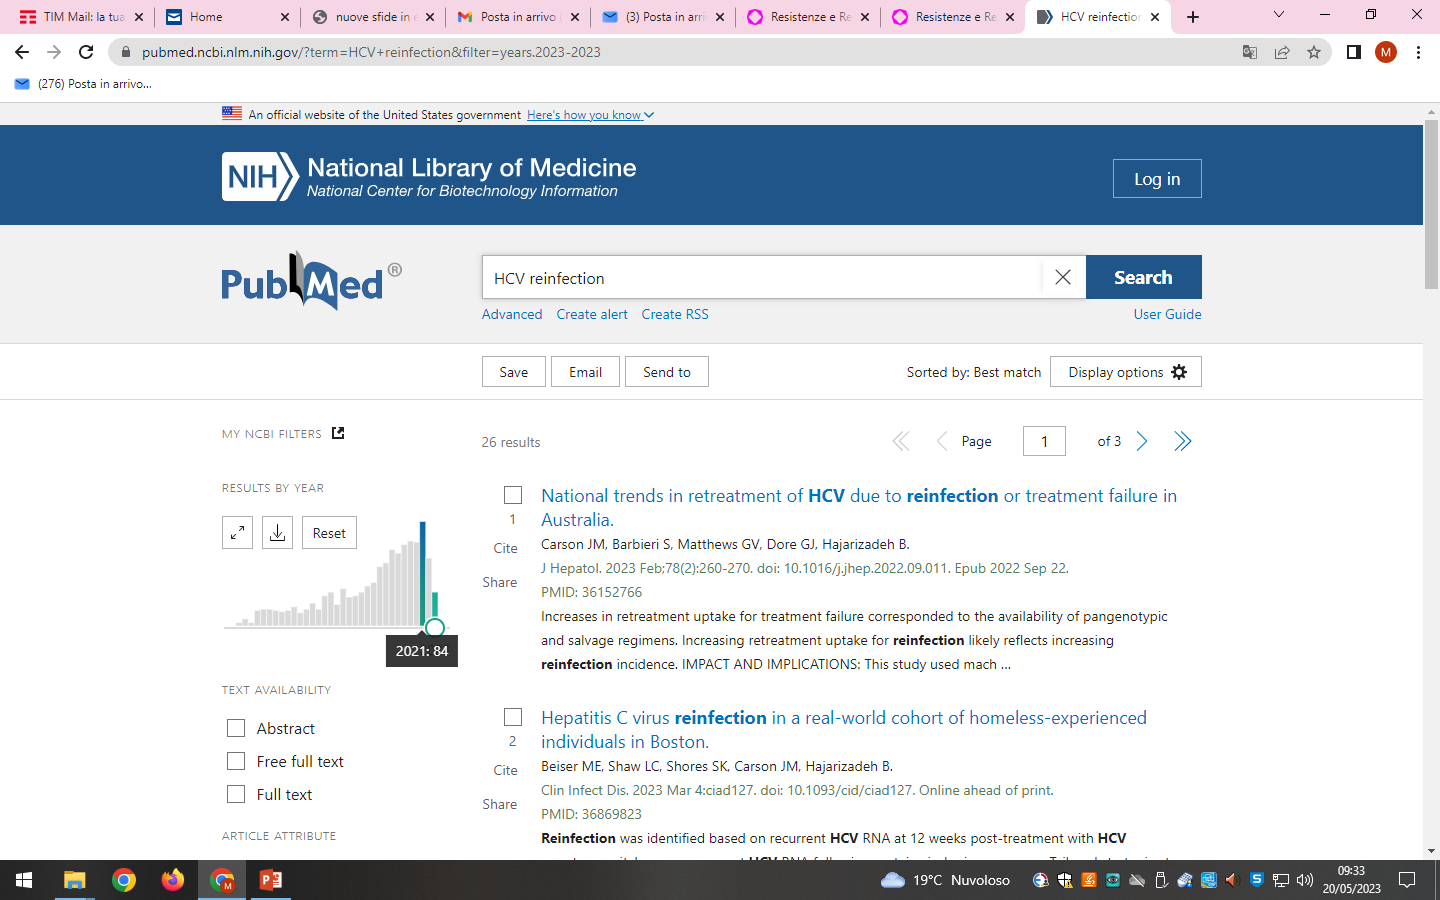 TIM Mail: la tua
Home
nuove sfide in e
Posta in arrivo
(3) Posta in arri
Resistenze e Re
Resistenze e Re
HCV reinfection
pubmed.ncbi.nlm.nih.gov/?term=HCV+reinfection&filter=years.2023-2023
M
(276) Posta in arrivo...
An official website of the United States government Here's how you know
NIH National Library of Medicine
National Center for Biotechnology Information
Log in
PubMed®
HCV reinfection
Search
Advanced Create alert Create RSS
User Guide
Save Email Send to
Sorted by: Best match Display options
MY NCBI FILTERS
26 results
Page 1 of 3
RESULTS BY YEAR
Reset
2021: 84
TEXT AVAILABILITY
Abstract
Free full text
Full text
ARTICLE ATTRIBUTE
1
Cite
Share
National trends in retreatment of HCV due to reinfection or treatment failure in
Australia.
Carson JM, Barbieri S, Matthews GV, Dore GJ, Hajarizadeh B.
J Hepatol. 2023 Feb;78(2):260-270. doi: 10.1016/j.jhep.2022.09.011. Epub 2022 Sep 22.
PMID: 36152766
Increases in retreatment uptake for treatment failure corresponded to the availability of pangenotypic
and salvage regimens. Increasing retreatment uptake for reinfection likely reflects increasing
reinfection incidence. IMPACT AND IMPLICATIONS: This study used mach ...
2
Cite
Share
Hepatitis C virus reinfection in a real-world cohort of homeless-experienced
individuals in Boston.
Beiser ME, Shaw LC, Shores SK, Carson JM, Hajarizadeh B.
Clin Infect Dis. 2023 Mar 4:ciad127. doi: 10.1093/cid/ciad127. Online ahead of print.
PMID: 36869823
Reinfection was identified based on recurrent HCV RNA at 12 weeks post-treatment with HCV
19°C Nuvoloso
09:33
20/05/2023